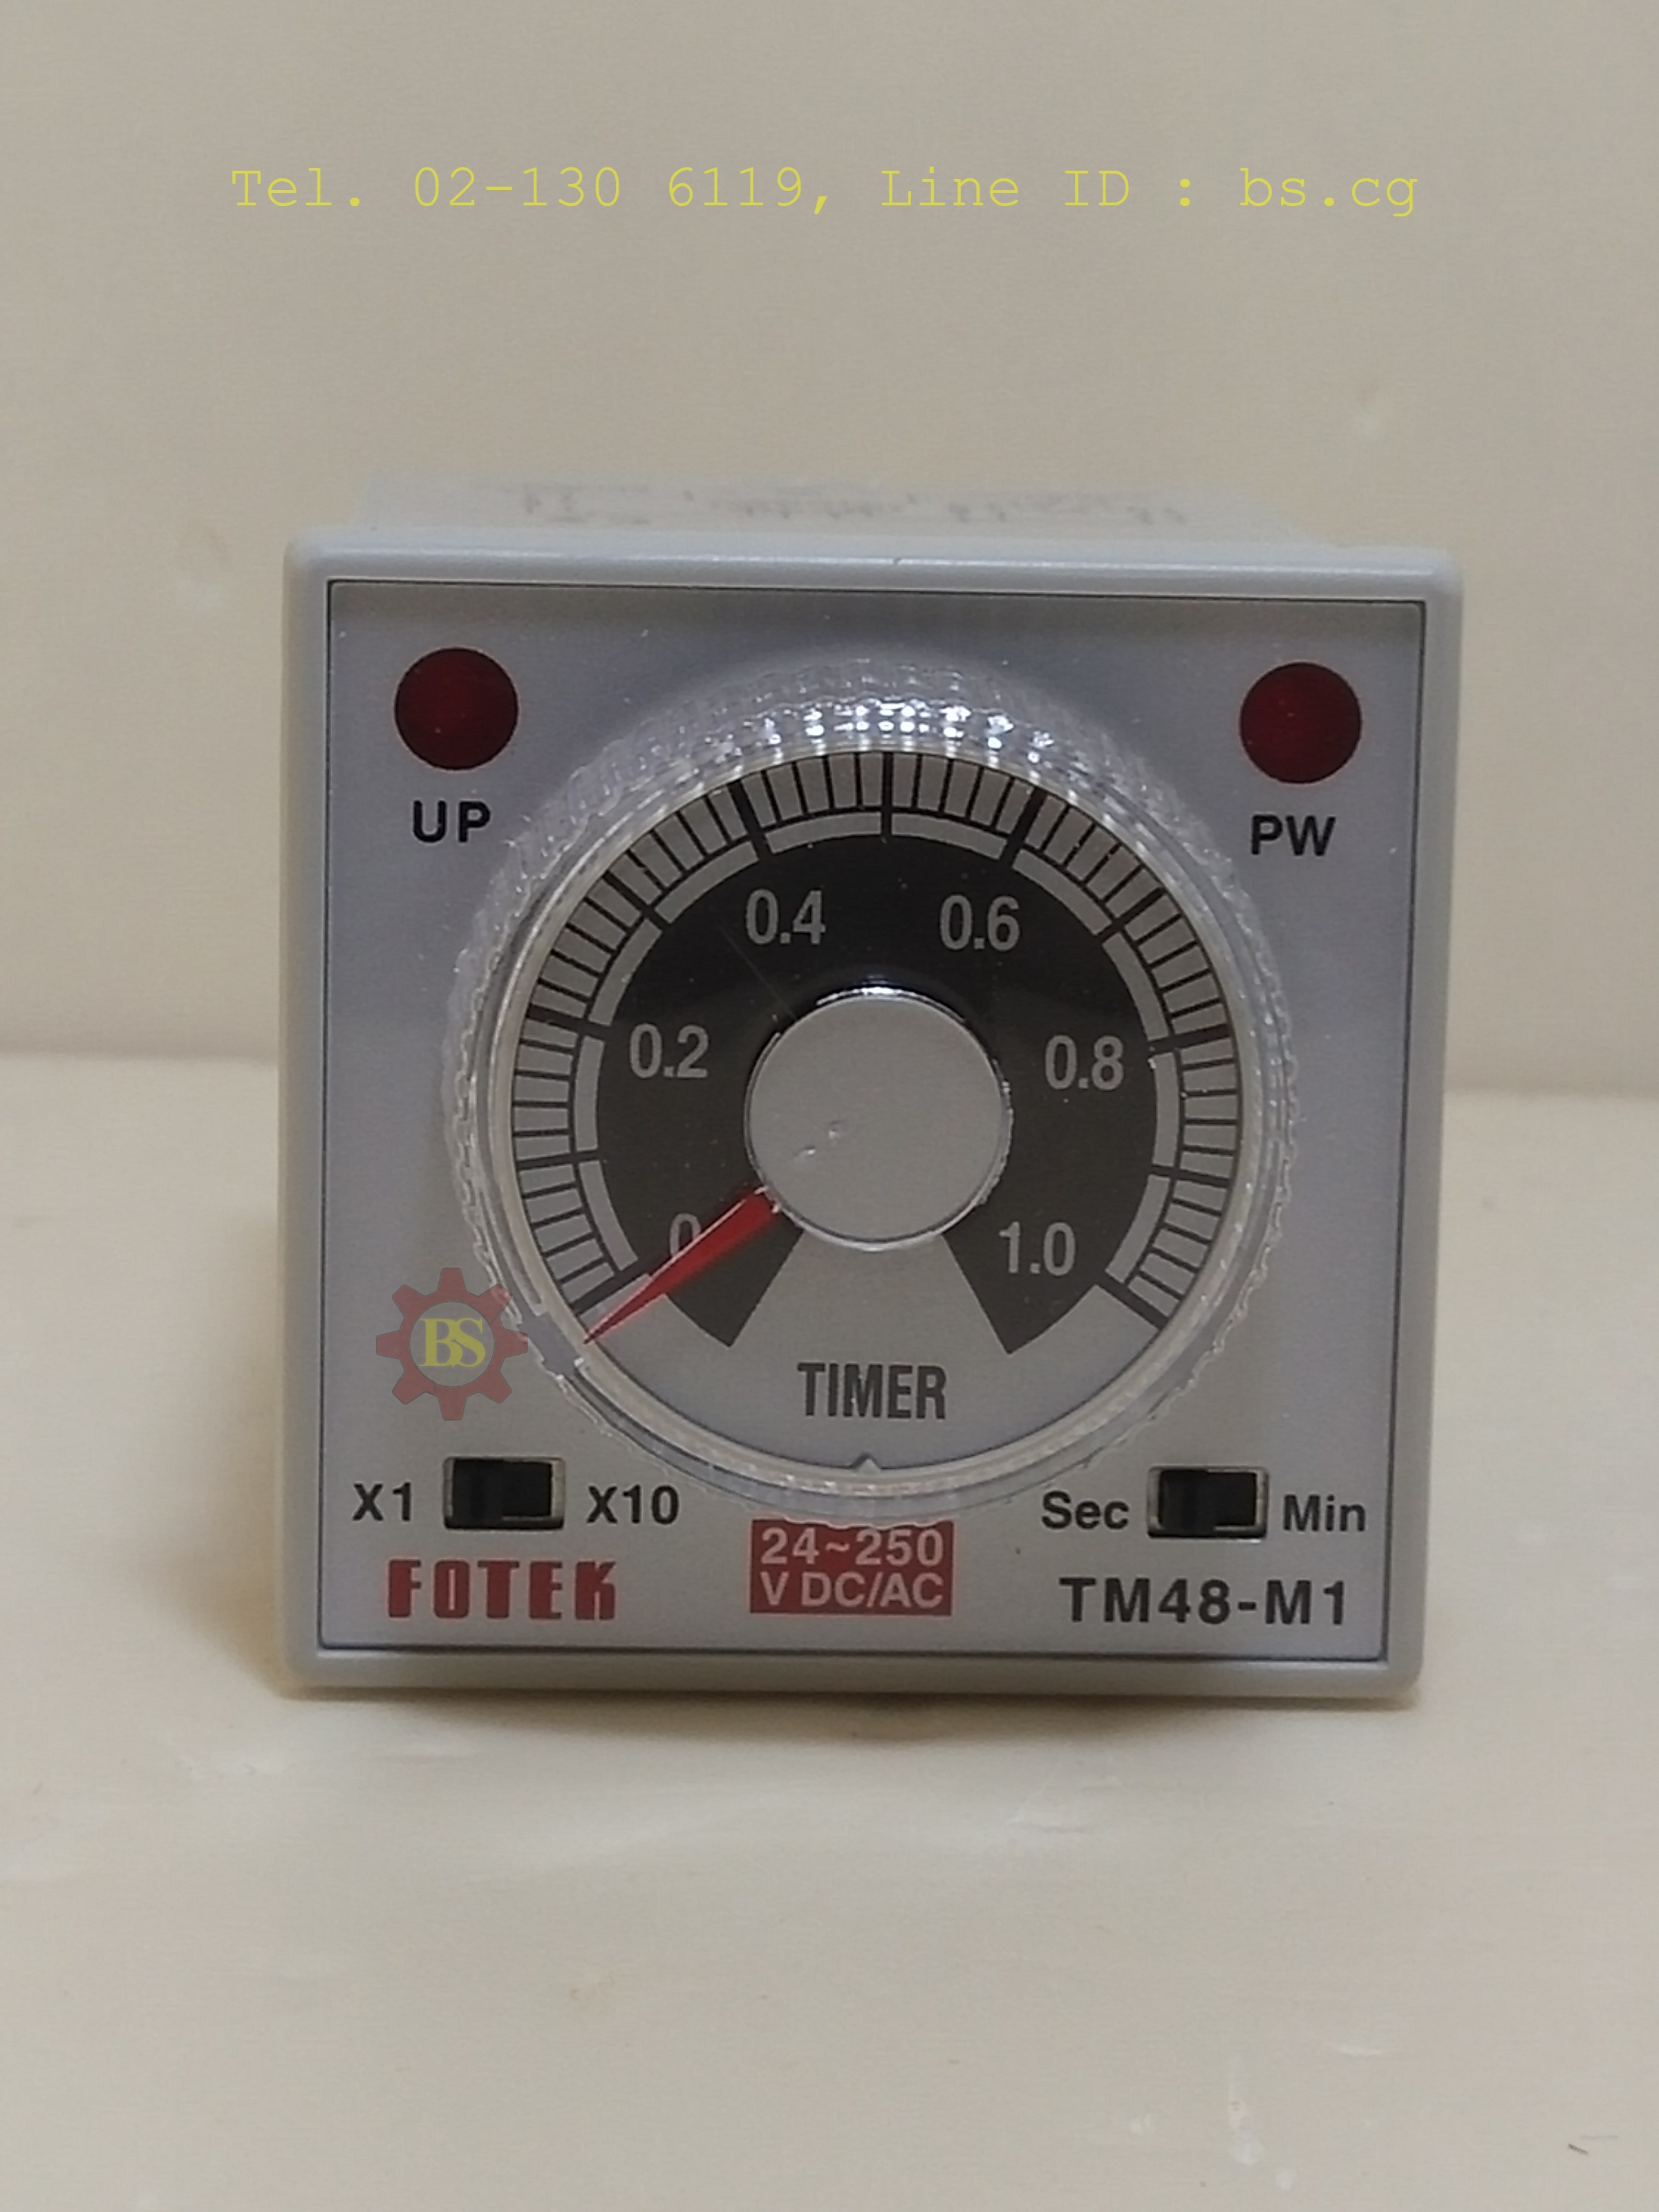 Tel. 02-130 6119, Line ID : bs.cg
UP
PW
0.4 0.6
0.2 0.8
0 1.0
BS
TIMER
X1 X10
Sec Min
24~250
V DC/AC
FOTEK
TM48-M1